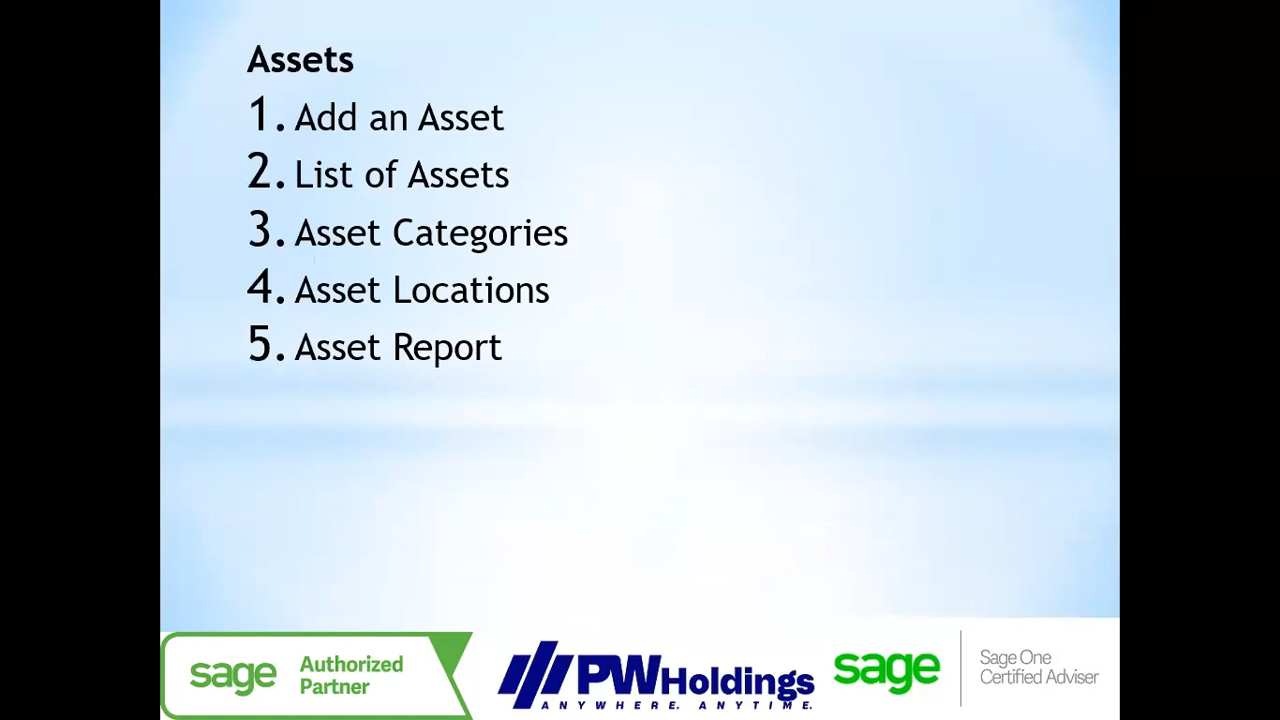 Assets
1. Add an Asset
2. List of Assets
3. Asset Categories
4. Asset Locations
5. Asset Report
sage Authorized Partner
PWHoldings
ANYWHERE. ANYTIME.
sage
Sage One
Certified Adviser